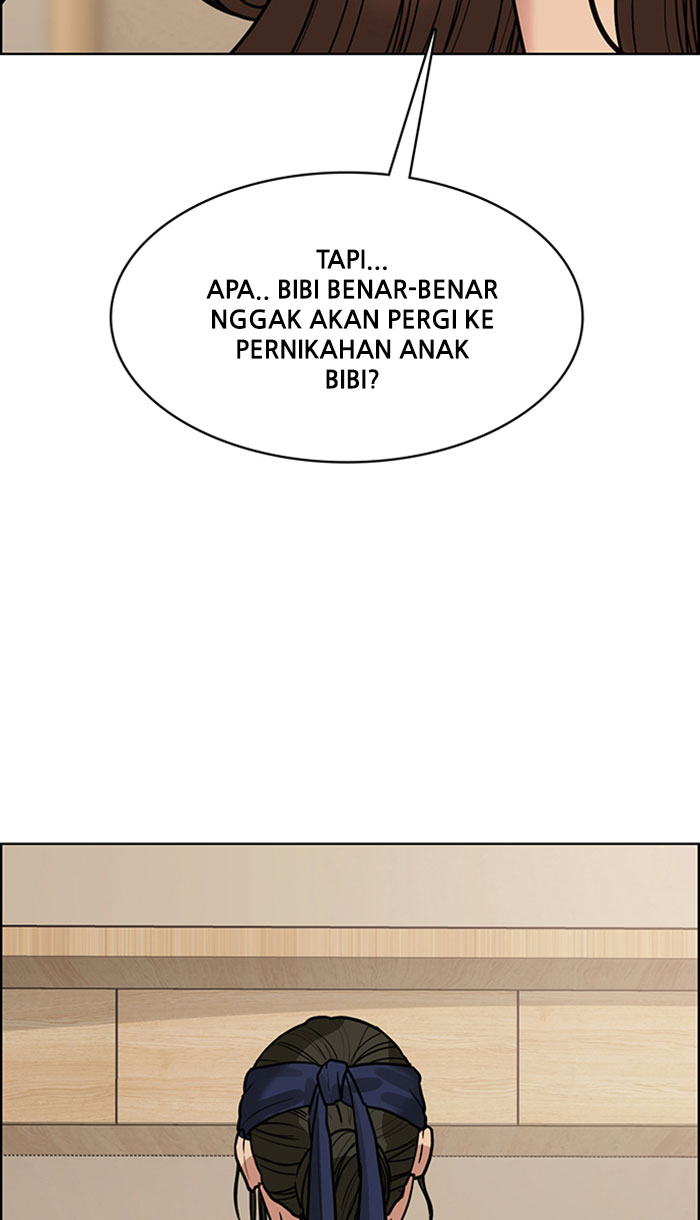 TAPI...
APA.. BIBI BENAR-BENAR
NGGAK AKAN PERGI KE
PERNIKAHAN ANAK
BIBI?